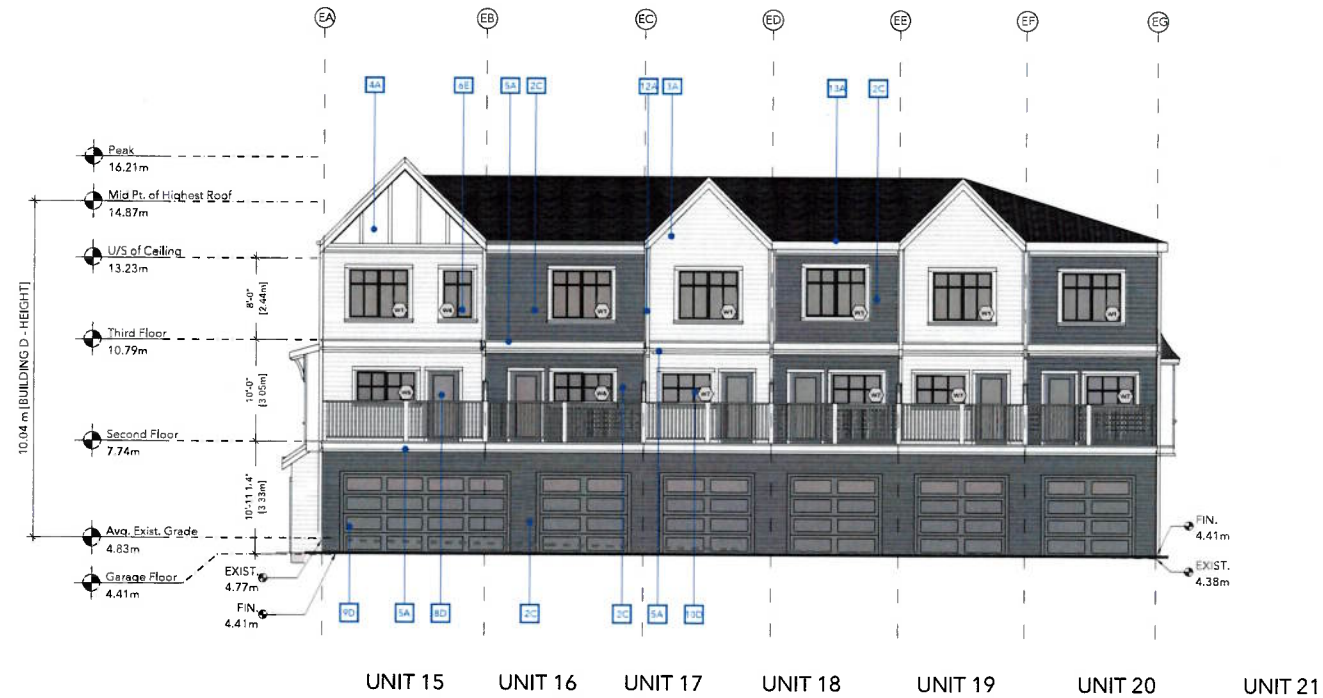 EA EB EC ED EE EF EG
4A 6E 5A 2C 12A 3A 13A 2C
Peak
16.21m
Mid Pt. of Highest Roof
14.87m
U/S of Ceiling
13.23m
8'-0"
[2.44m]
Third Floor
10.79m
10'-0"
[3.05m]
Second Floor
7.74m
10'-11 1/4"
[3.33m]
Avg. Exist. Grade
4.83m
Garage Floor
4.41m
10.04 m [BUILDING D - HEIGHT]
EXIST.
4.77m
FIN.
4.41m
FIN.
4.41m
EXIST.
4.38m
9D 5A 8D 2C 2C 5A 10D
UNIT 15 UNIT 16 UNIT 17 UNIT 18 UNIT 19 UNIT 20 UNIT 21